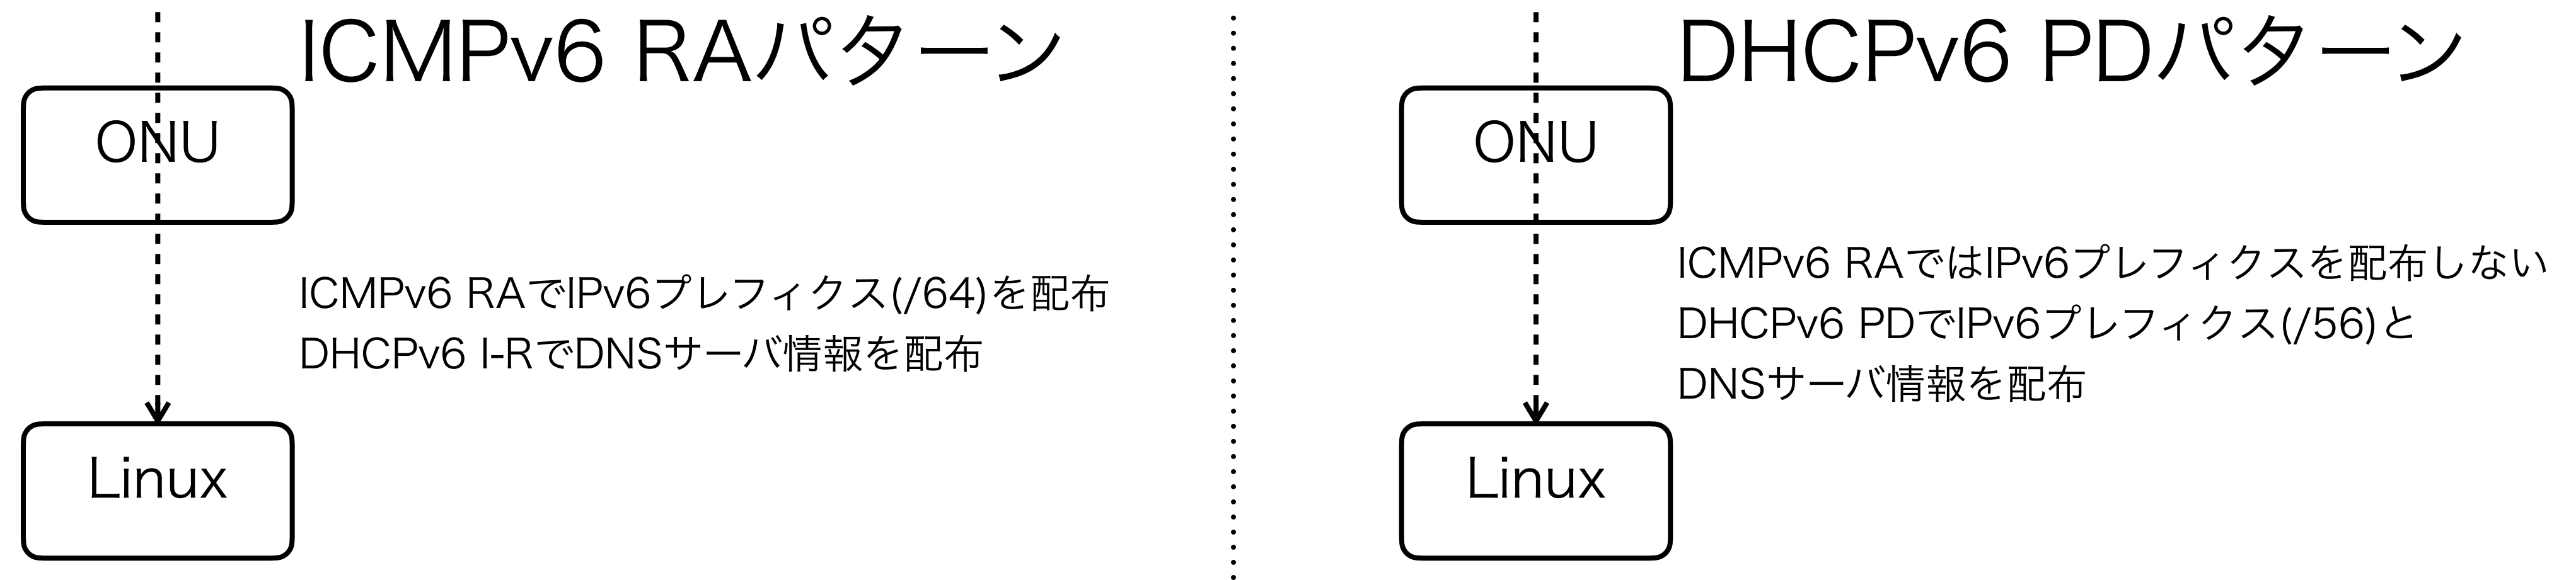 ICMPv6 RAパターン
ONU
ICMPv6 RAでIPv6プレフィクス(/64)を配布
DHCPv6 I-RでDNSサーバ情報を配布
Linux
DHCPv6 PDパターン
ONU
ICMPv6 RAではIPv6プレフィクスを配布しない
DHCPv6 PDでIPv6プレフィクス(/56)と
DNSサーバ情報を配布
Linux